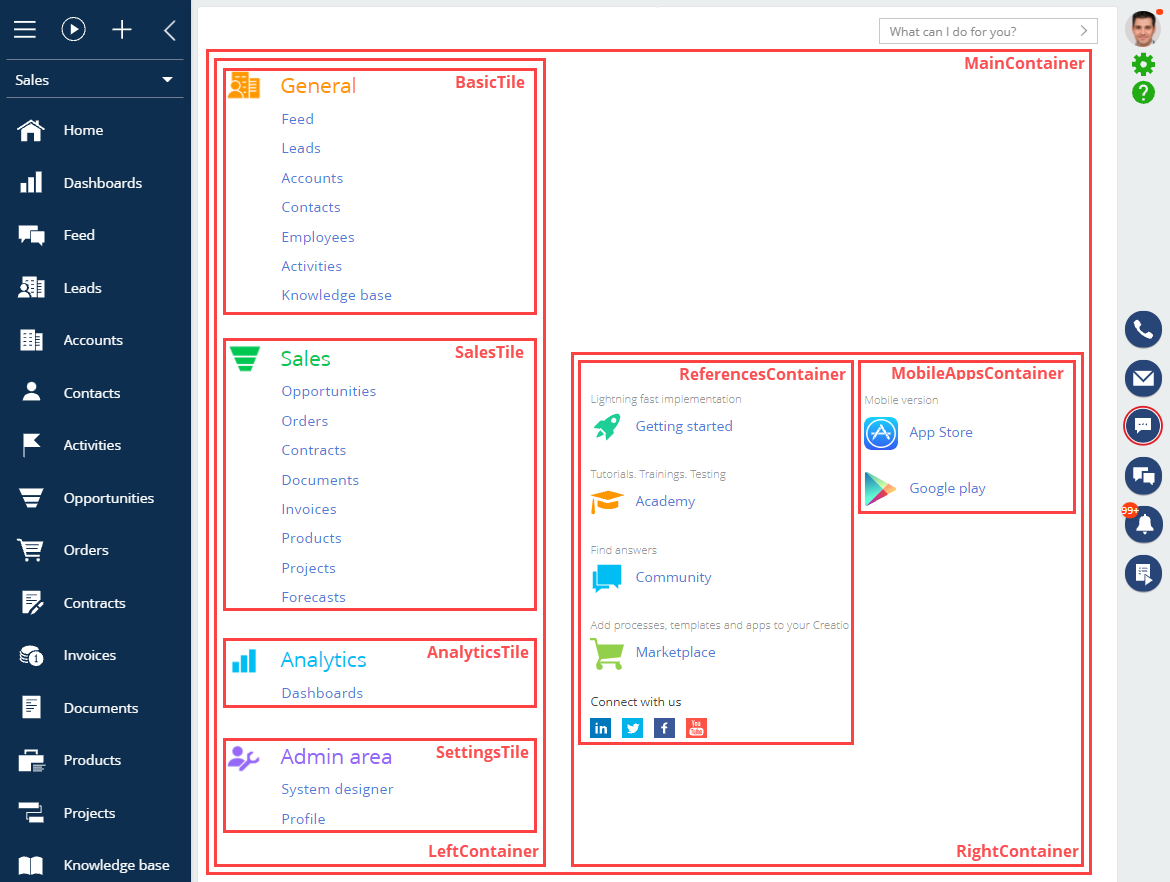 What can I do for you?
Sales
Home
Dashboards
Feed
Leads
Accounts
Contacts
Activities
Opportunities
Orders
Contracts
1
Invoices
Documents
Products
Projects
Knowledge base
MainContainer
General
BasicTile
Feed
Leads
Accounts
Contacts
Employees
Activities
Knowledge base
Sales
SalesTile
Opportunities
Orders
Contracts
Documents
Invoices
Products
Projects
Forecasts
Analytics
AnalyticsTile
Dashboards
Admin area
SettingsTile
System designer
Profile
LeftContainer
ReferencesContainer
Lightning fast implementation
Getting started
Tutorials. Trainings. Testing
Academy
Find answers
Community
Add processes, templates and apps to your Creatio
Marketplace
Connect with us
in
f
You
Tube
MobileAppsContainer
Mobile version
App Store
Google play
RightContainer
?
99+